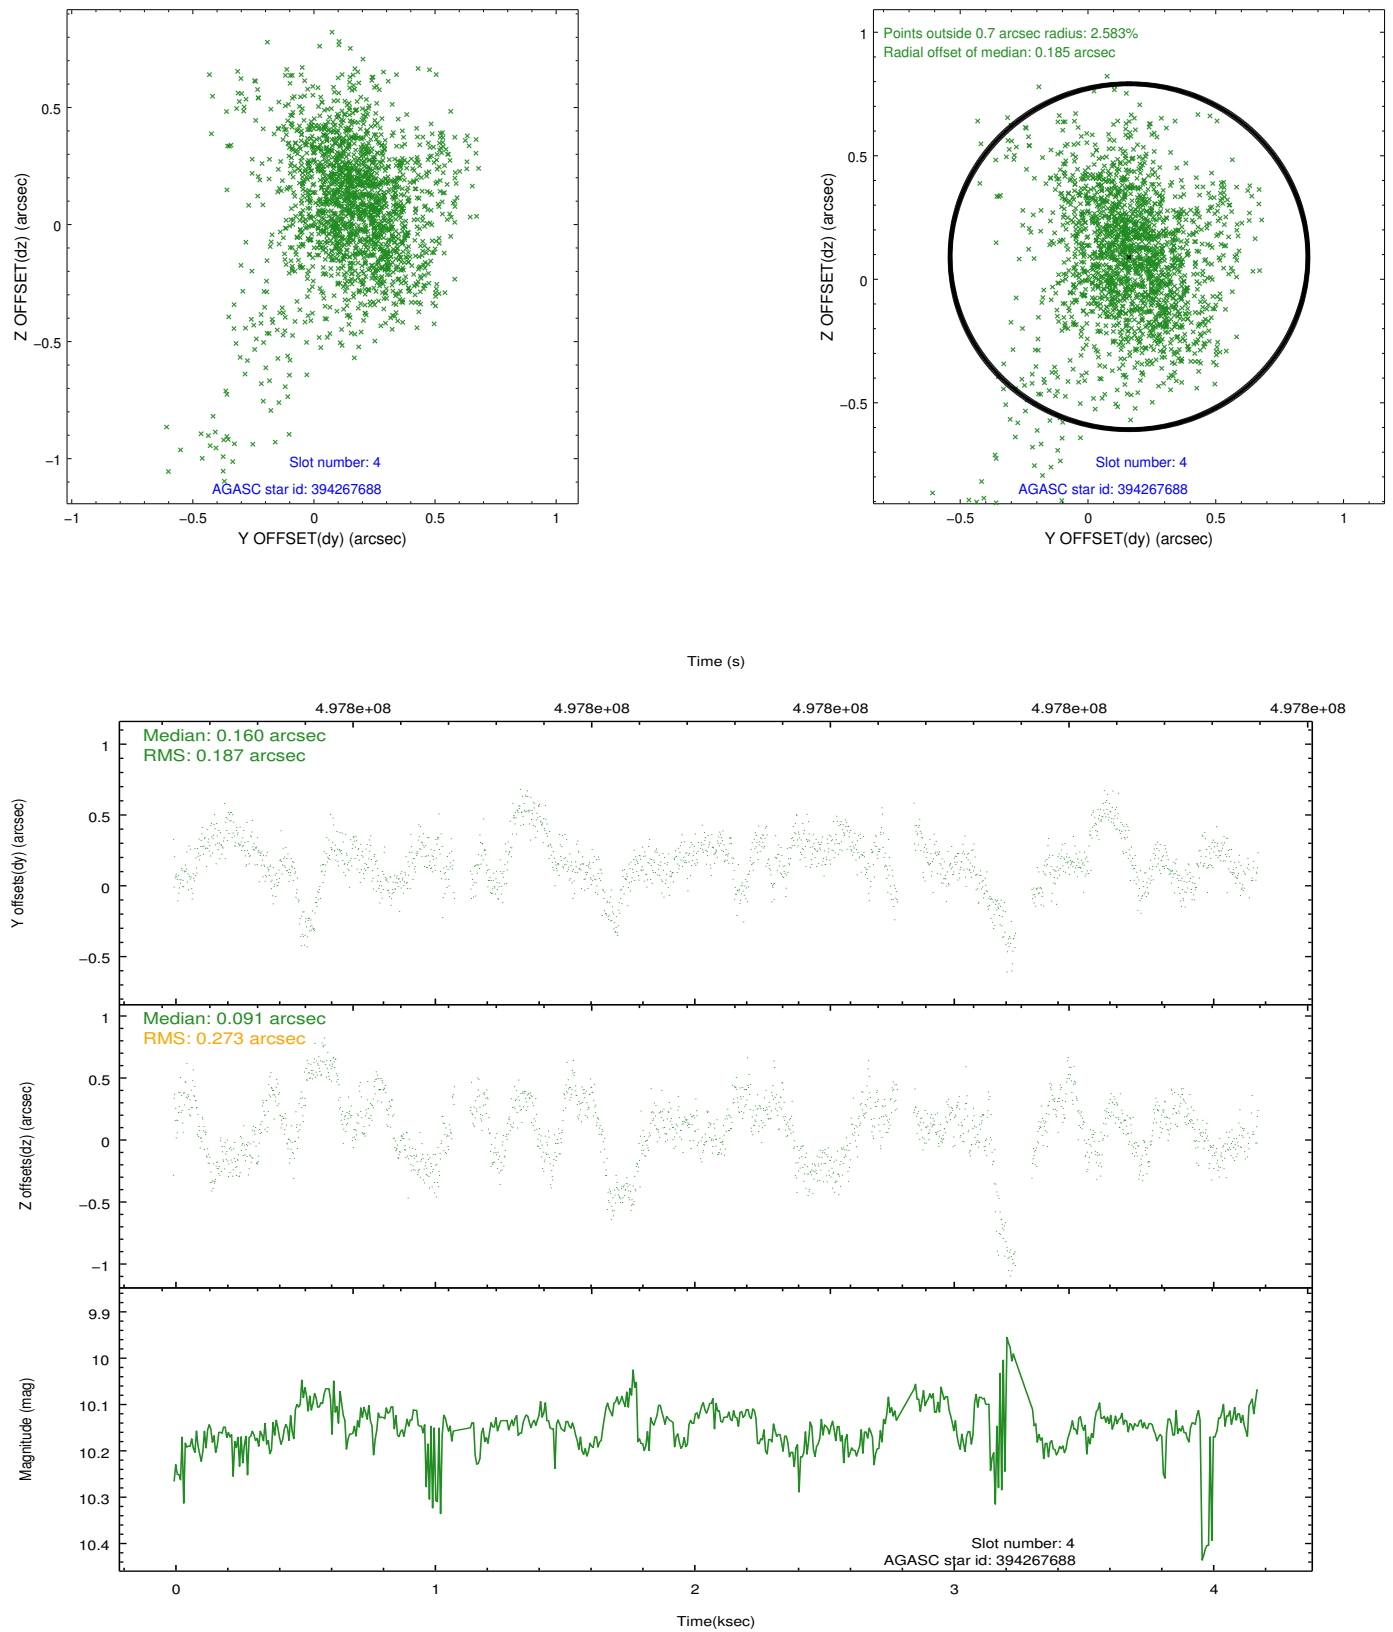 0.5
0
−0.5
−1
Z OFFSET(dz) (arcsec)
Slot number: 4
AGASC star id: 394267688
−1
−0.5
0
0.5
1
Y OFFSET(dy) (arcsec)
Points outside 0.7 arcsec radius: 2.583%
Radial offset of median: 0.185 arcsec
1
0.5
0
−0.5
Z OFFSET(dz) (arcsec)
Slot number: 4
AGASC star id: 394267688
−0.5
0
0.5
1
Y OFFSET(dy) (arcsec)
Time (s)
4.978e+08
4.978e+08
4.978e+08
4.978e+08
4.978e+08
Median: 0.160 arcsec
RMS: 0.187 arcsec
1
0.5
0
−0.5
Y offsets(dy) (arcsec)
Median: 0.091 arcsec
RMS: 0.273 arcsec
1
0.5
0
−0.5
−1
Z offsets(dz) (arcsec)
9.9
10
10.1
10.2
10.3
10.4
Magnitude (mag)
Slot number: 4
AGASC star id: 394267688
0
1
2
3
4
Time(ksec)